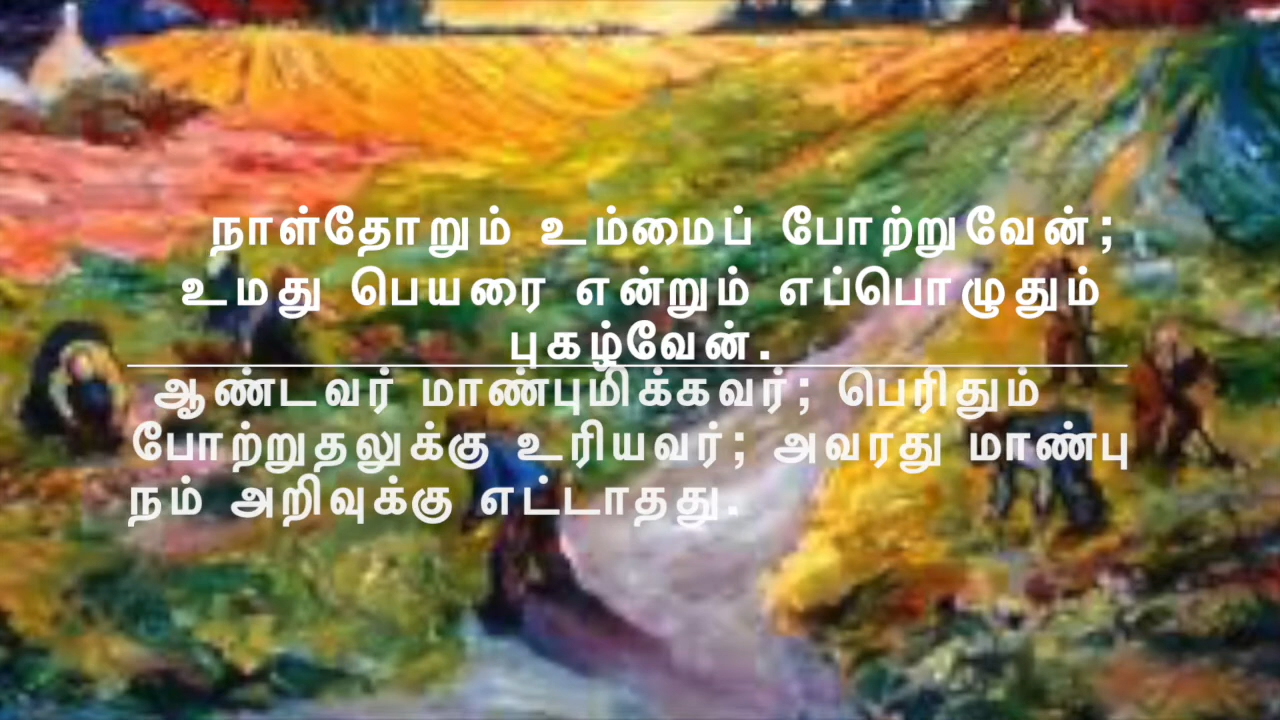 நாள்தோறும் உம்மைப் போற்றுவேன்;
உமது பெயரை என்றும் எப்பொழுதும்
புகழ்வேன்.
ஆண்டவர் மாண்புமிக்கவர்; பெரிதும்
போற்றுதலுக்கு உரியவர்; அவரது மாண்பு
நம் அறிவுக்கு எட்டாதது.